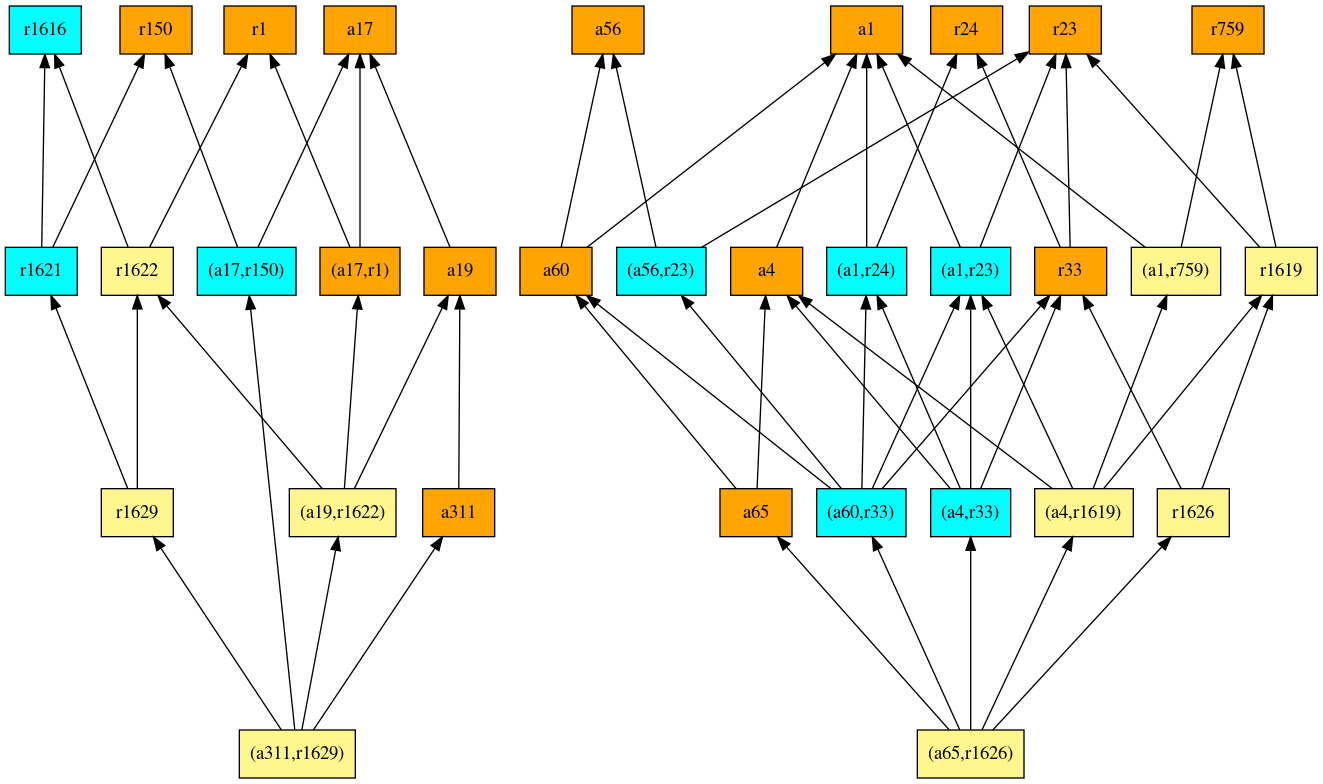 r1616
r150
r1
a17
a56
a1
r24
r23
r759
r1621
r1622
(a17,r150)
(a17,r1)
a19
a60
(a56,r23)
a4
(a1,r24)
(a1,r23)
r33
(a1,r759)
r1619
r1629
(a19,r1622)
a311
a65
(a60,r33)
(a4,r33)
(a4,r1619)
r1626
(a311,r1629)
(a65,r1626)